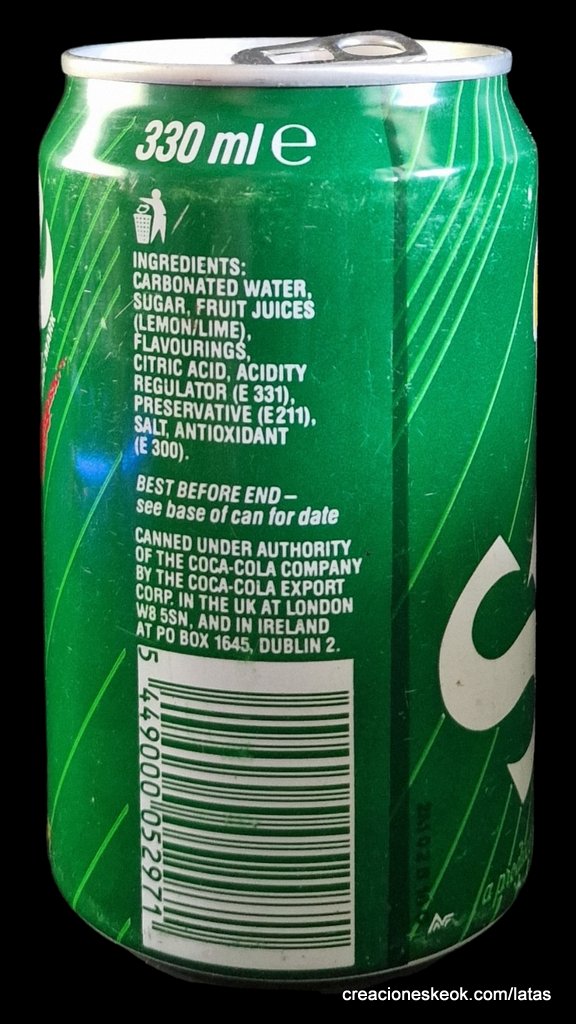 330 ml e
INGREDIENTS:
CARBONATED WATER,
SUGAR, FRUIT JUICES
(LEMON/LIME),
FLAVOURINGS,
CITRIC ACID, ACIDITY
REGULATOR (E 331),
PRESERVATIVE (E211),
SALT, ANTIOXIDANT
(E 300).
BEST BEFORE END –
see base of can for date
CANNED UNDER AUTHORITY
OF THE COCA-COLA COMPANY
BY THE COCA-COLA EXPORT
CORP. IN THE UK AT LONDON
W8 5SN, AND IN IRELAND
AT PO BOX 1645, DUBLIN 2.
5 449000 052971
S
creacioneskeok.com/latas